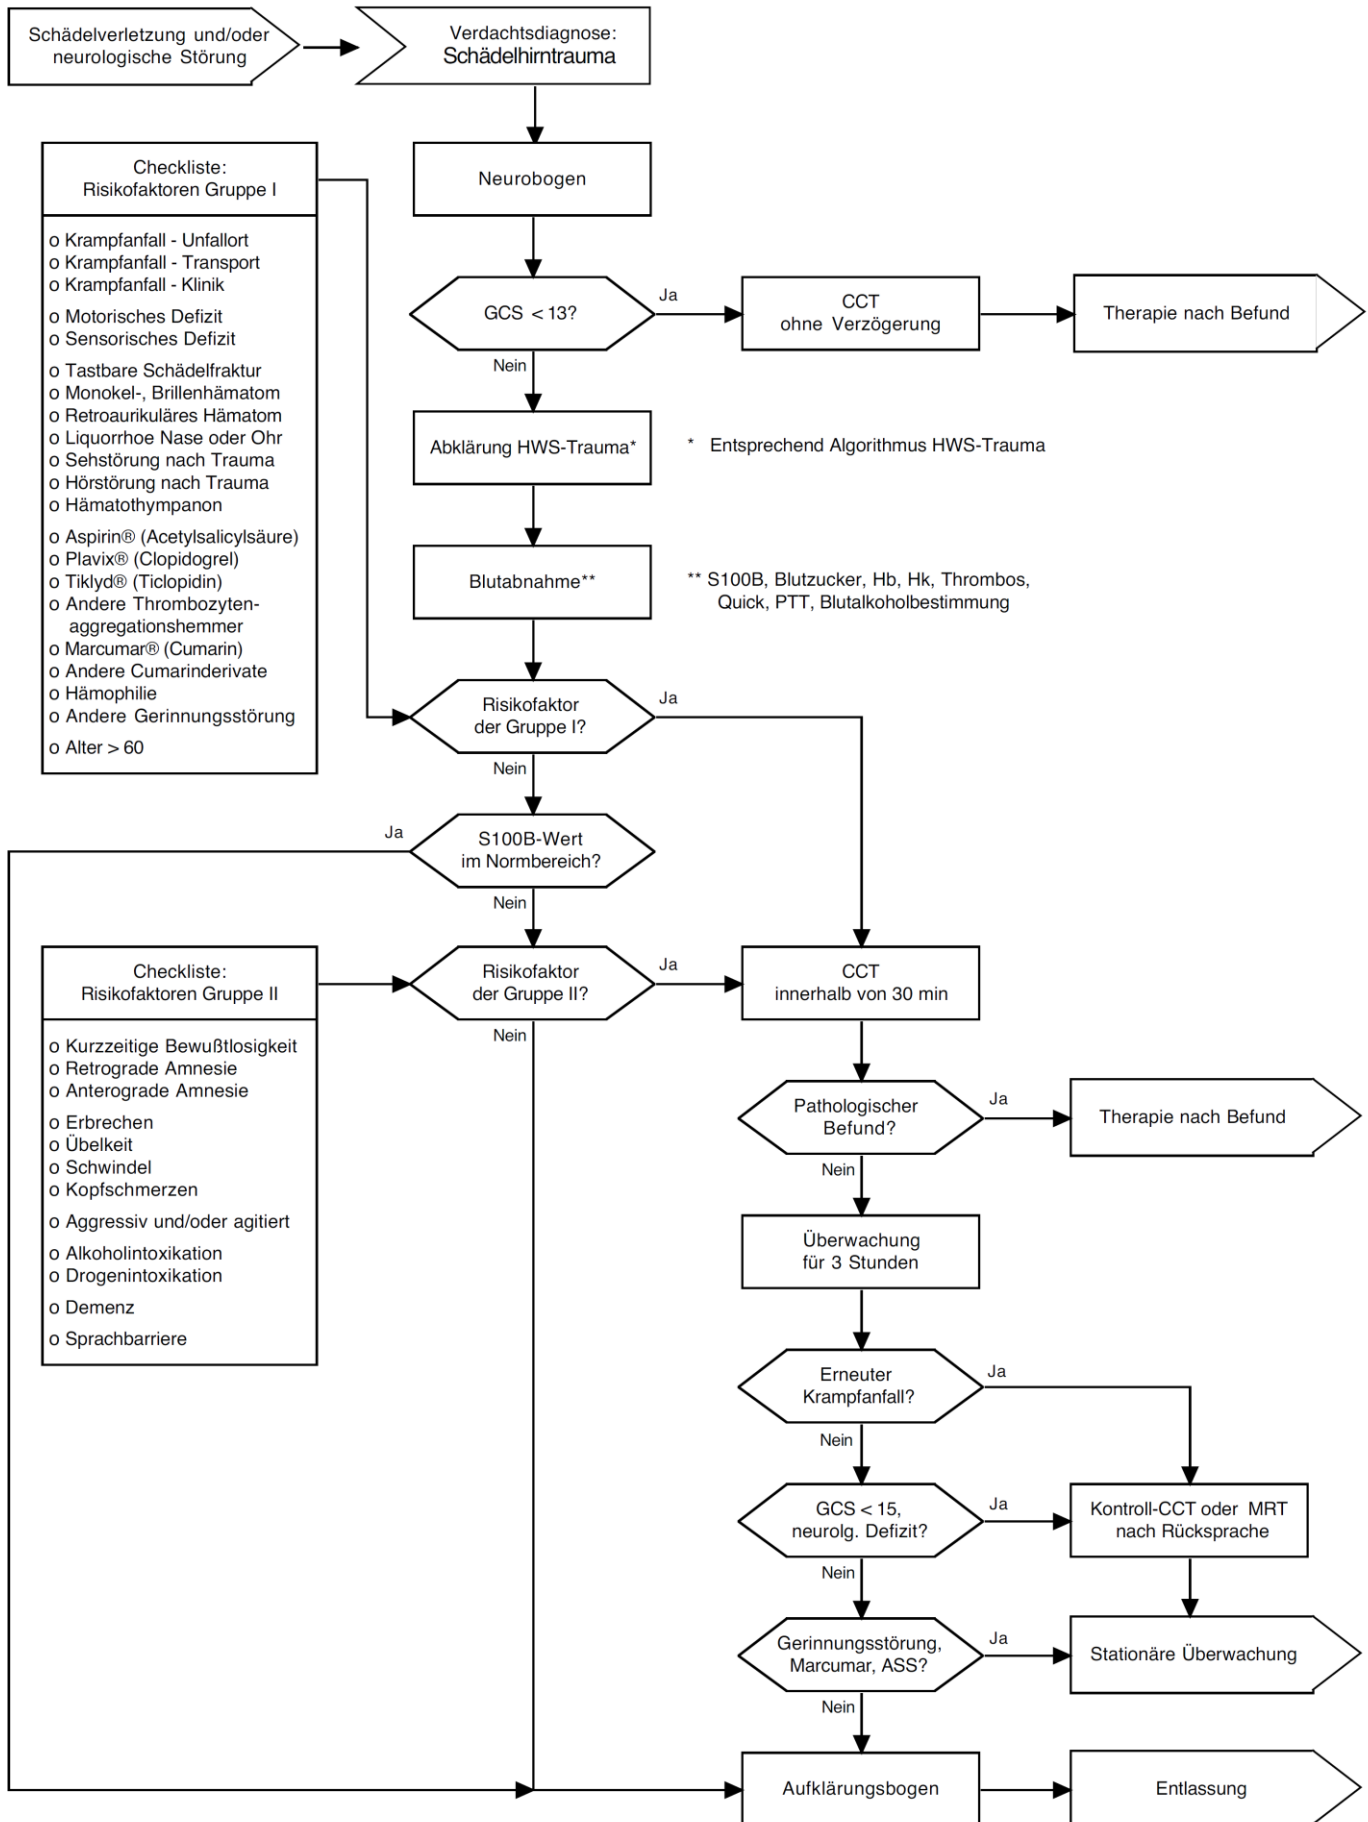 Schädelverletzung und/oder
neurologische Störung
Verdachtsdiagnose:
Schädelhirntrauma
Checkliste:
Risikofaktoren Gruppe I
o Krampfanfall - Unfallort
o Krampfanfall - Transport
o Krampfanfall - Klinik
o Motorisches Defizit
o Sensorisches Defizit
o Tastbare Schädelfraktur
o Monokel-, Brillenhämatom
o Retroaurikuläres Hämatom
o Liquorrhoe Nase oder Ohr
o Sehstörung nach Trauma
o Hörstörung nach Trauma
o Hämatothympanon
o Aspirin® (Acetylsalicylsäure)
o Plavix® (Clopidogrel)
o Tiklyd® (Ticlopidin)
o Andere Thrombozyten-
aggregationshemmer
o Marcumar® (Cumarin)
o Andere Cumarinderivate
o Hämophilie
o Andere Gerinnungsstörung
o Alter > 60
Neurobogen
GCS < 13?
Ja
CCT
ohne Verzögerung
Therapie nach Befund
Nein
Abklärung HWS-Trauma*
* Entsprechend Algorithmus HWS-Trauma
Blutabnahme**
** S100B, Blutzucker, Hb, Hk, Thrombos,
Quick, PTT, Blutalkoholbestimmung
Risikofaktor
der Gruppe I?
Ja
Nein
S100B-Wert
im Normbereich?
Ja
Nein
Checkliste:
Risikofaktoren Gruppe II
o Kurzzeitige Bewußtlosigkeit
o Retrograde Amnesie
o Anterograde Amnesie
o Erbrechen
o Übelkeit
o Schwindel
o Kopfschmerzen
o Aggressiv und/oder agitiert
o Alkoholintoxikation
o Drogenintoxikation
o Demenz
o Sprachbarriere
Risikofaktor
der Gruppe II?
Ja
Nein
CCT
innerhalb von 30 min
Pathologischer
Befund?
Ja
Therapie nach Befund
Nein
Überwachung
für 3 Stunden
Erneuter
Krampfanfall?
Ja
Nein
GCS < 15,
neurolg. Defizit?
Ja
Kontroll-CCT oder MRT
nach Rücksprache
Nein
Gerinnungsstörung,
Marcumar, ASS?
Ja
Stationäre Überwachung
Nein
Aufklärungsbogen
Entlassung